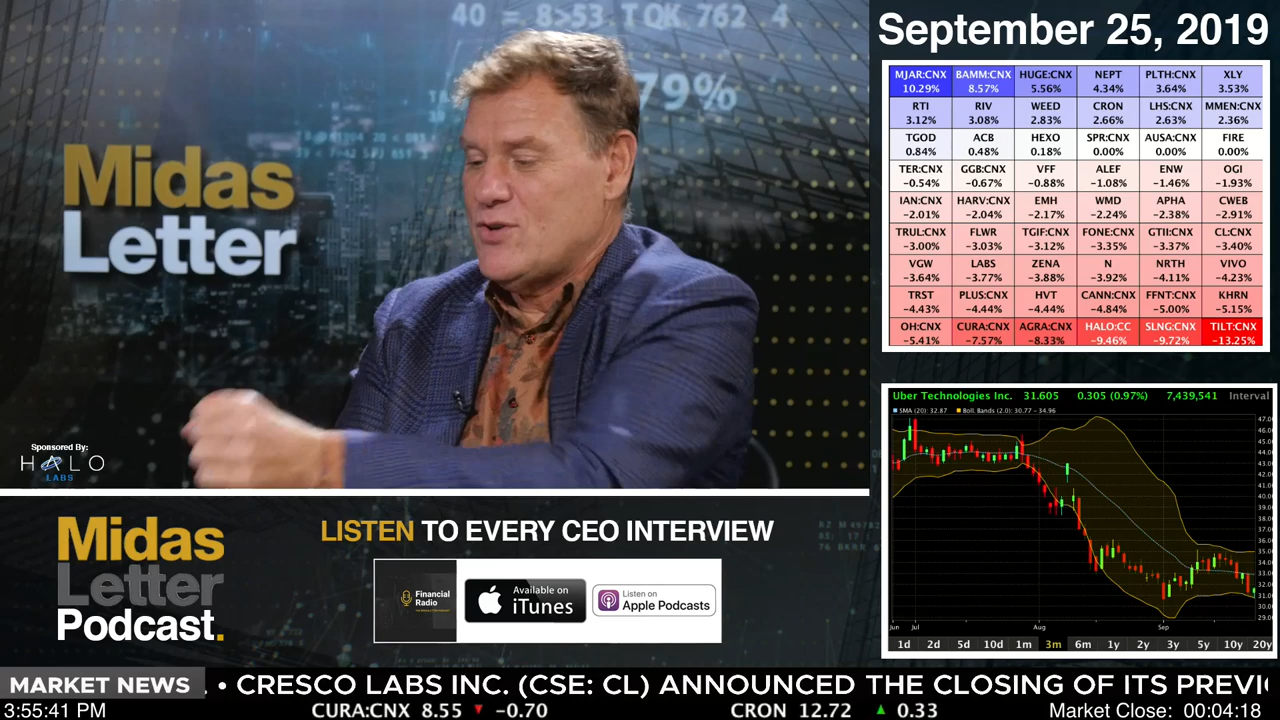 40 = 8>53 TQK 762 4
79%
Midas
Letter
Sponsored By:
HALO
LABS
September 25, 2019
MJAR:CNX BAMM:CNX HUGE:CNX NEPT PLTH:CNX XLY
10.29% 8.57% 5.56% 4.34% 3.64% 3.53%
RTI RIV WEED CRON LHS:CNX MMEN:CNX
3.12% 3.08% 2.83% 2.66% 2.63% 2.36%
TGOD ACB HEXO SPR:CNX AUSA:CNX FIRE
0.84% 0.48% 0.18% 0.00% 0.00% 0.00%
TER:CNX GGB:CNX VFF ALEF ENW OGI
-0.54% -0.67% -0.88% -1.08% -1.46% -1.93%
IAN:CNX HARV:CNX EMH WMD APHA CWEB
-2.01% -2.04% -2.17% -2.24% -2.38% -2.91%
TRUL:CNX FLWR TGIF:CNX FONE:CNX GTII:CNX CL:CNX
-3.00% -3.03% -3.12% -3.35% -3.37% -3.40%
VGW LABS ZENA N NRTH VIVO
-3.64% -3.77% -3.88% -3.92% -4.11% -4.23%
TRST PLUS:CNX HVT CANN:CNX FFNT:CNX KHRN
-4.43% -4.44% -4.44% -4.84% -5.00% -5.15%
OH:CNX CURA:CNX AGRA:CNX HALO:CC SLNG:CNX TILT:CNX
-5.41% -7.57% -8.33% -9.46% -9.72% -13.25%
Uber Technologies Inc. 31.605 0.305 (0.97%) 7,439,541 Interval
SMA (20): 32.87 Boll. Bands (2.0): 30.77 - 34.96
47.0
45.0
44.0
43.0
42.0
41.0
40.0
39.0
38.0
37.0
36.0
35.0
34.0
33.0
32.0
31.0
30.0
29.0
Jun Jul Aug Sep
1d 2d 5d 10d 1m 3m 6m 1y 2y 3y 5y 10y 20y
Midas
Letter
Podcast.
LISTEN TO EVERY CEO INTERVIEW
Financial
Radio
Available on
iTunes
Listen on
Apple Podcasts
MARKET NEWS . • CRESCO LABS INC. (CSE: CL) ANNOUNCED THE CLOSING OF ITS PREVI
3:55:41 PM CURA:CNX 8.55 ▼ -0.70 CRON 12.72 ▲ 0.33 Market Close: 00:04:18